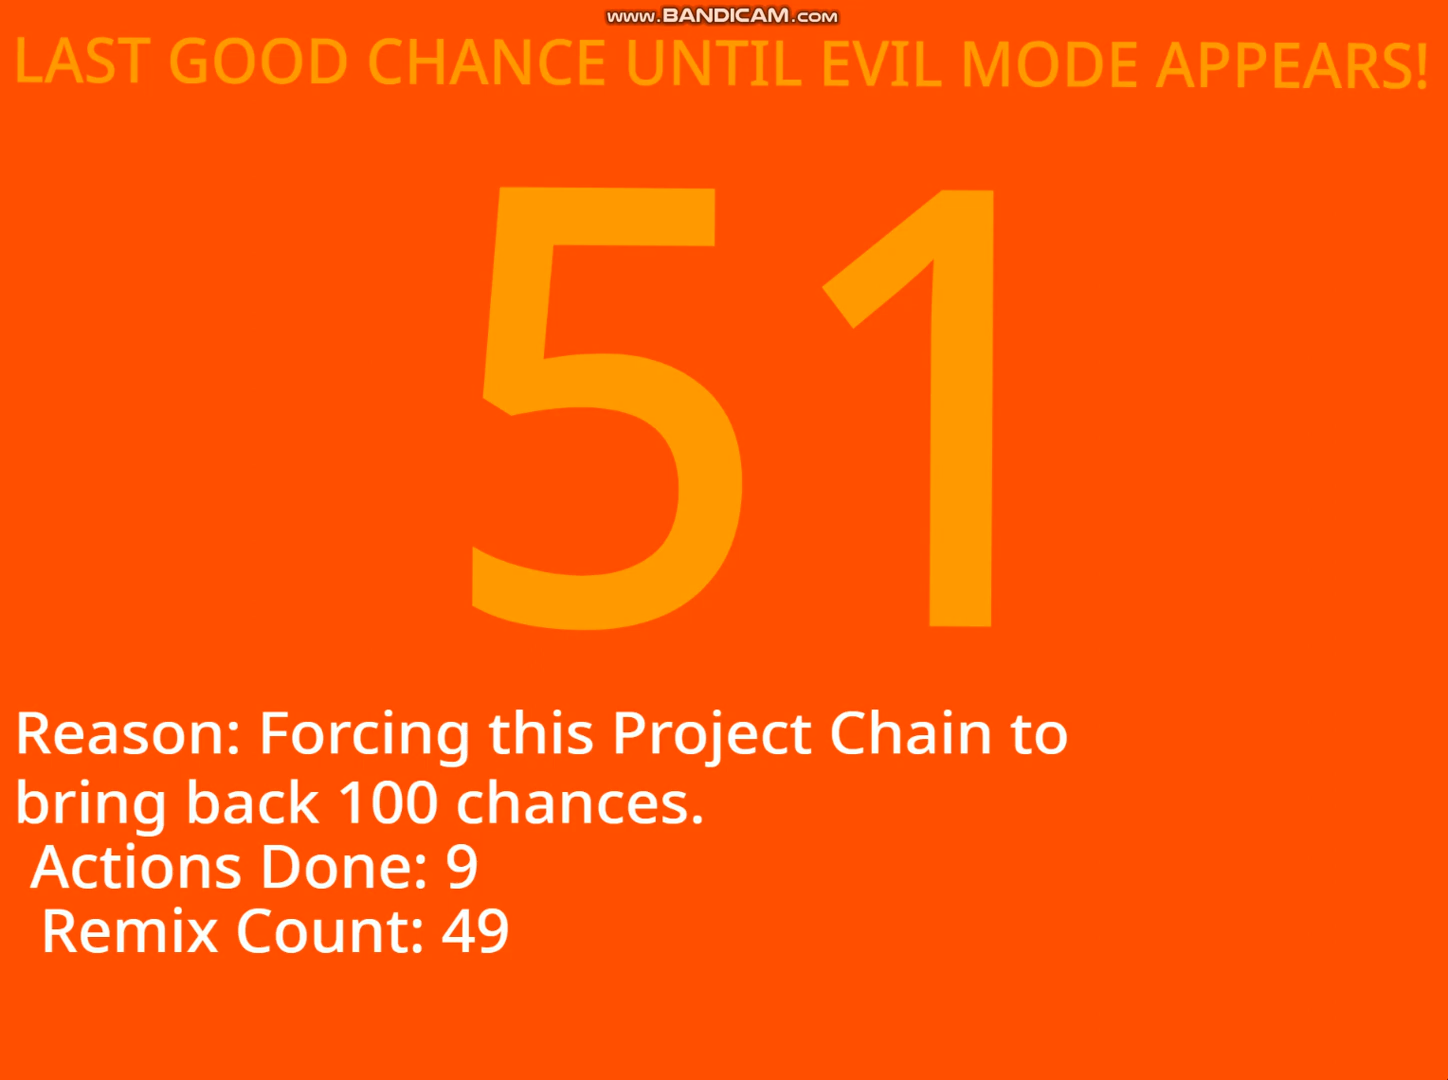 www.BANDICAM.com
LAST GOOD CHANCE UNTIL EVIL MODE APPEARS!
51
Reason: Forcing this Project Chain to
bring back 100 chances.
Actions Done: 9
Remix Count: 49